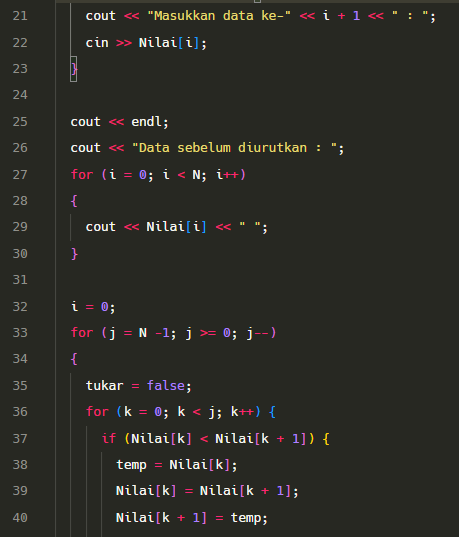 21 cout << "Masukkan data ke-" << i + 1 << " : ";
22 cin >> Nilai[i];
23 }
24
25 cout << endl;
26 cout << "Data sebelum diurutkan : ";
27 for (i = 0; i < N; i++)
28 {
29 cout << Nilai[i] << " ";
30 }
31
32 i = 0;
33 for (j = N -1; j >= 0; j--)
34 {
35 tukar = false;
36 for (k = 0; k < j; k++) {
37 if (Nilai[k] < Nilai[k + 1]) {
38 temp = Nilai[k];
39 Nilai[k] = Nilai[k + 1];
40 Nilai[k + 1] = temp;